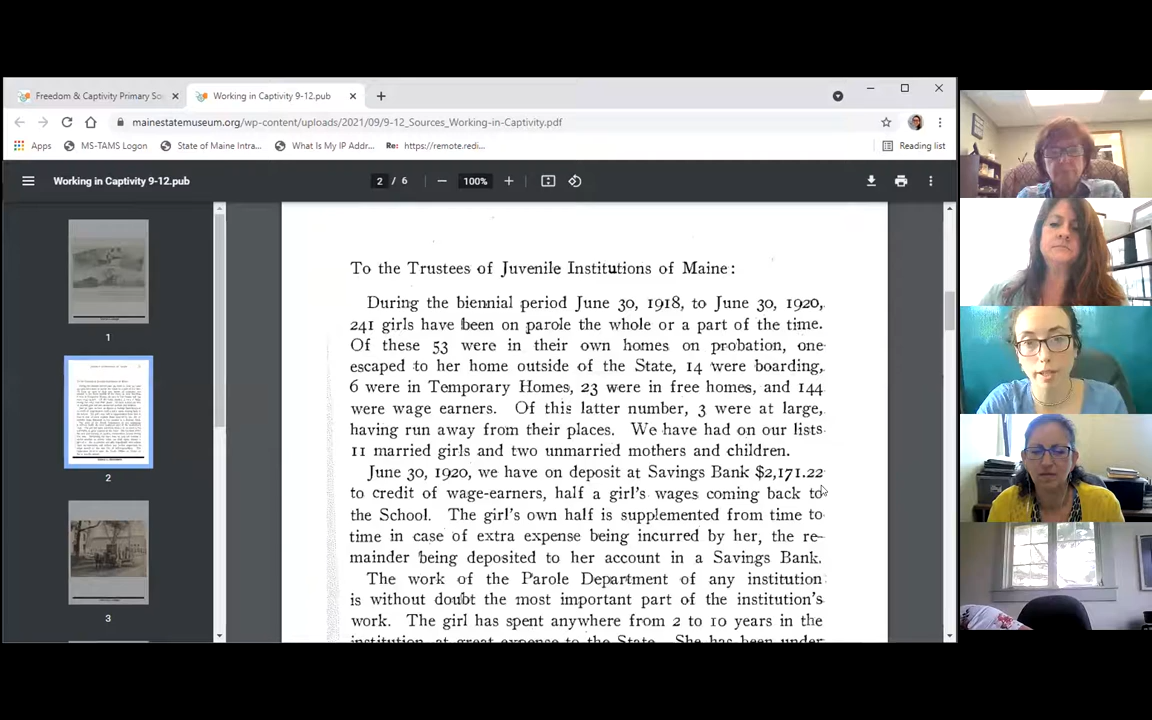 Freedom & Captivity Primary So
Working in Captivity 9-12.pub
mainestatemuseum.org/wp-content/uploads/2021/09/9-12_Sources_Working-in-Captivity.pdf
Apps MS-TAMS Logon State of Maine Intra... What Is My IP Addr... Re: https://remote.redi... Reading list
Working in Captivity 9-12.pub 2 / 6 100%
1
2
3
To the Trustees of Juvenile Institutions of Maine:
During the biennial period June 30, 1918, to June 30, 1920,
241 girls have been on parole the whole or a part of the time.
Of these 53 were in their own homes on probation, one
escaped to her home outside of the State, 14 were boarding,
6 were in Temporary Homes, 23 were in free homes, and 144
were wage earners. Of this latter number, 3 were at large,
having run away from their places. We have had on our lists
11 married girls and two unmarried mothers and children.
June 30, 1920, we have on deposit at Savings Bank $2,171.22
to credit of wage-earners, half a girl's wages coming back to
the School. The girl's own half is supplemented from time to
time in case of extra expense being incurred by her, the re-
mainder being deposited to her account in a Savings Bank.
The work of the Parole Department of any institution
is without doubt the most important part of the institution's
work. The girl has spent anywhere from 2 to 10 years in the
institution at great expense to the State. She has been under